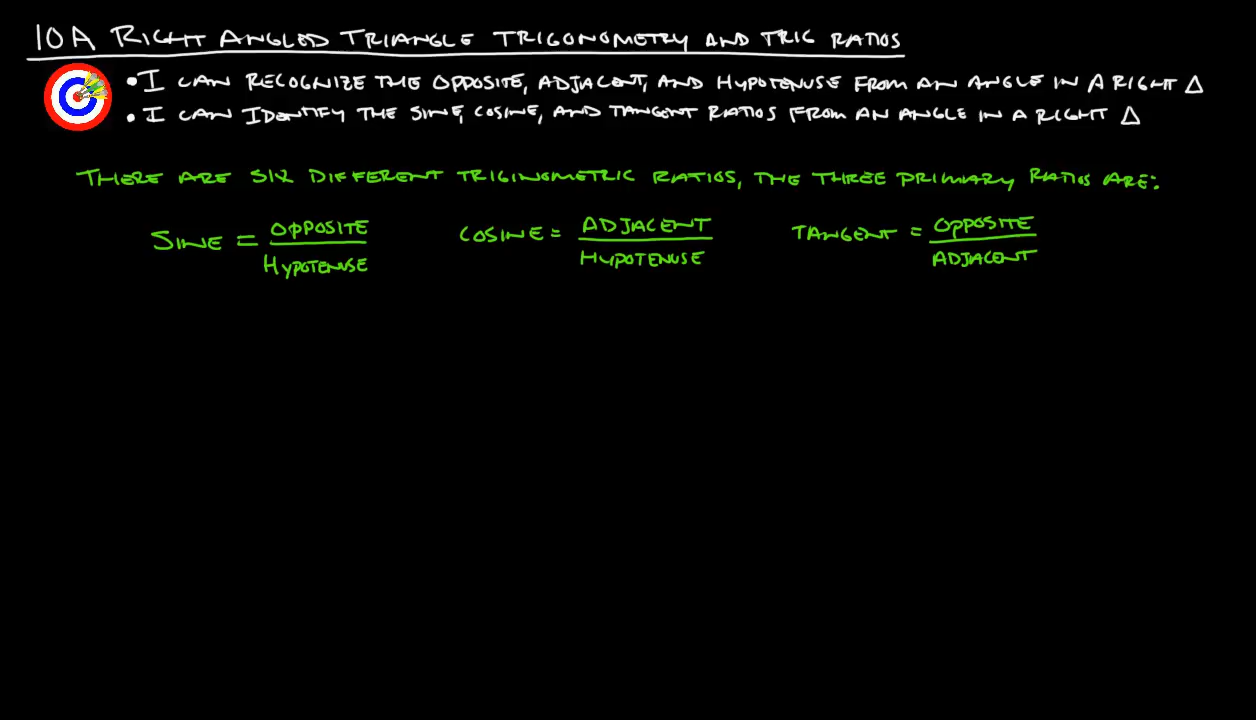 10A RIGHT ANGLED TRIANGLE TRIGONOMETRY AND TRIG RATIOS
• I CAN RECOGNIZE THE OPPOSITE, ADJACENT, AND HYPOTENUSE FROM AN ANGLE IN A RIGHT Δ
• I CAN IDENTIFY THE SINE, COSINE, AND TANGENT RATIOS FROM AN ANGLE IN A RIGHT Δ
THERE ARE SIX DIFFERENT TRIGINOMETRIC RATIOS, THE THREE PRIMARY RATIOS ARE:
SINE = OPPOSITE / HYPOTENUSE COSINE = ADJACENT / HYPOTENUSE TANGENT = OPPOSITE / ADJACENT